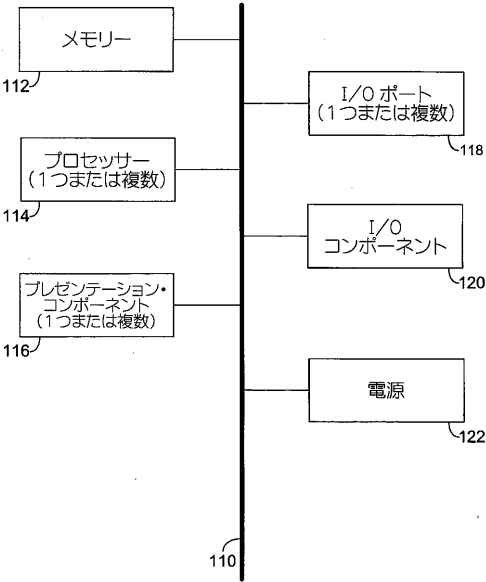 メモリー
112
プロセッサー
(1つまたは複数)
114
プレゼンテーション・
コンポーネント
(1つまたは複数)
116
I/O ポート
(1つまたは複数)
118
I/O
コンポーネント
120
電源
122
110